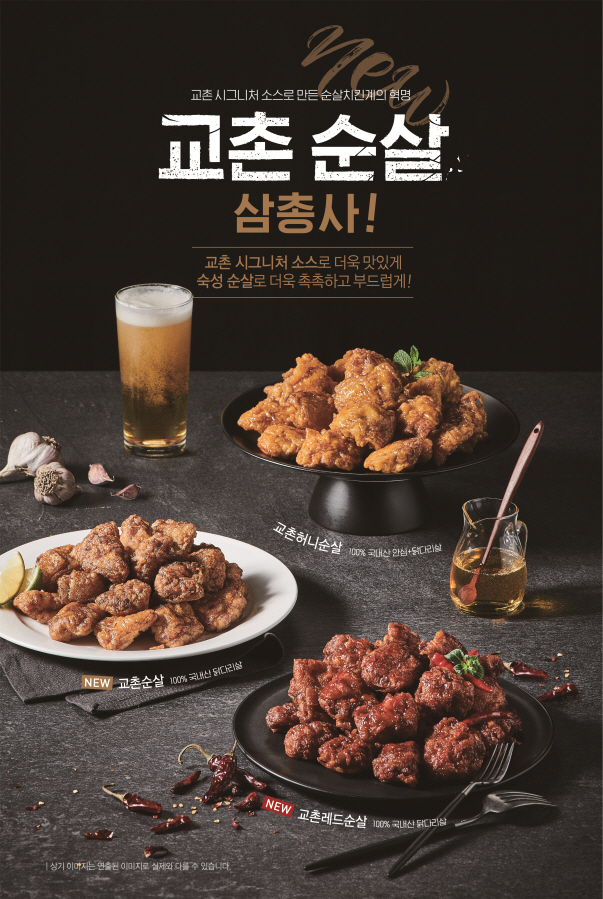 new
교촌 시그니처 소스로 만든 순살치킨계의 혁명
교촌 순살
삼총사!
교촌 시그니처 소스로 더욱 맛있게
숙성 순살로 더욱 촉촉하고 부드럽게!
교촌허니순살 100% 국내산 안심+닭다리살
NEW 교촌순살 100% 국내산 닭다리살
NEW 교촌레드순살 100% 국내산 닭다리살
| 상기 이미지는 연출된 이미지로 실제와 다를 수 있습니다.